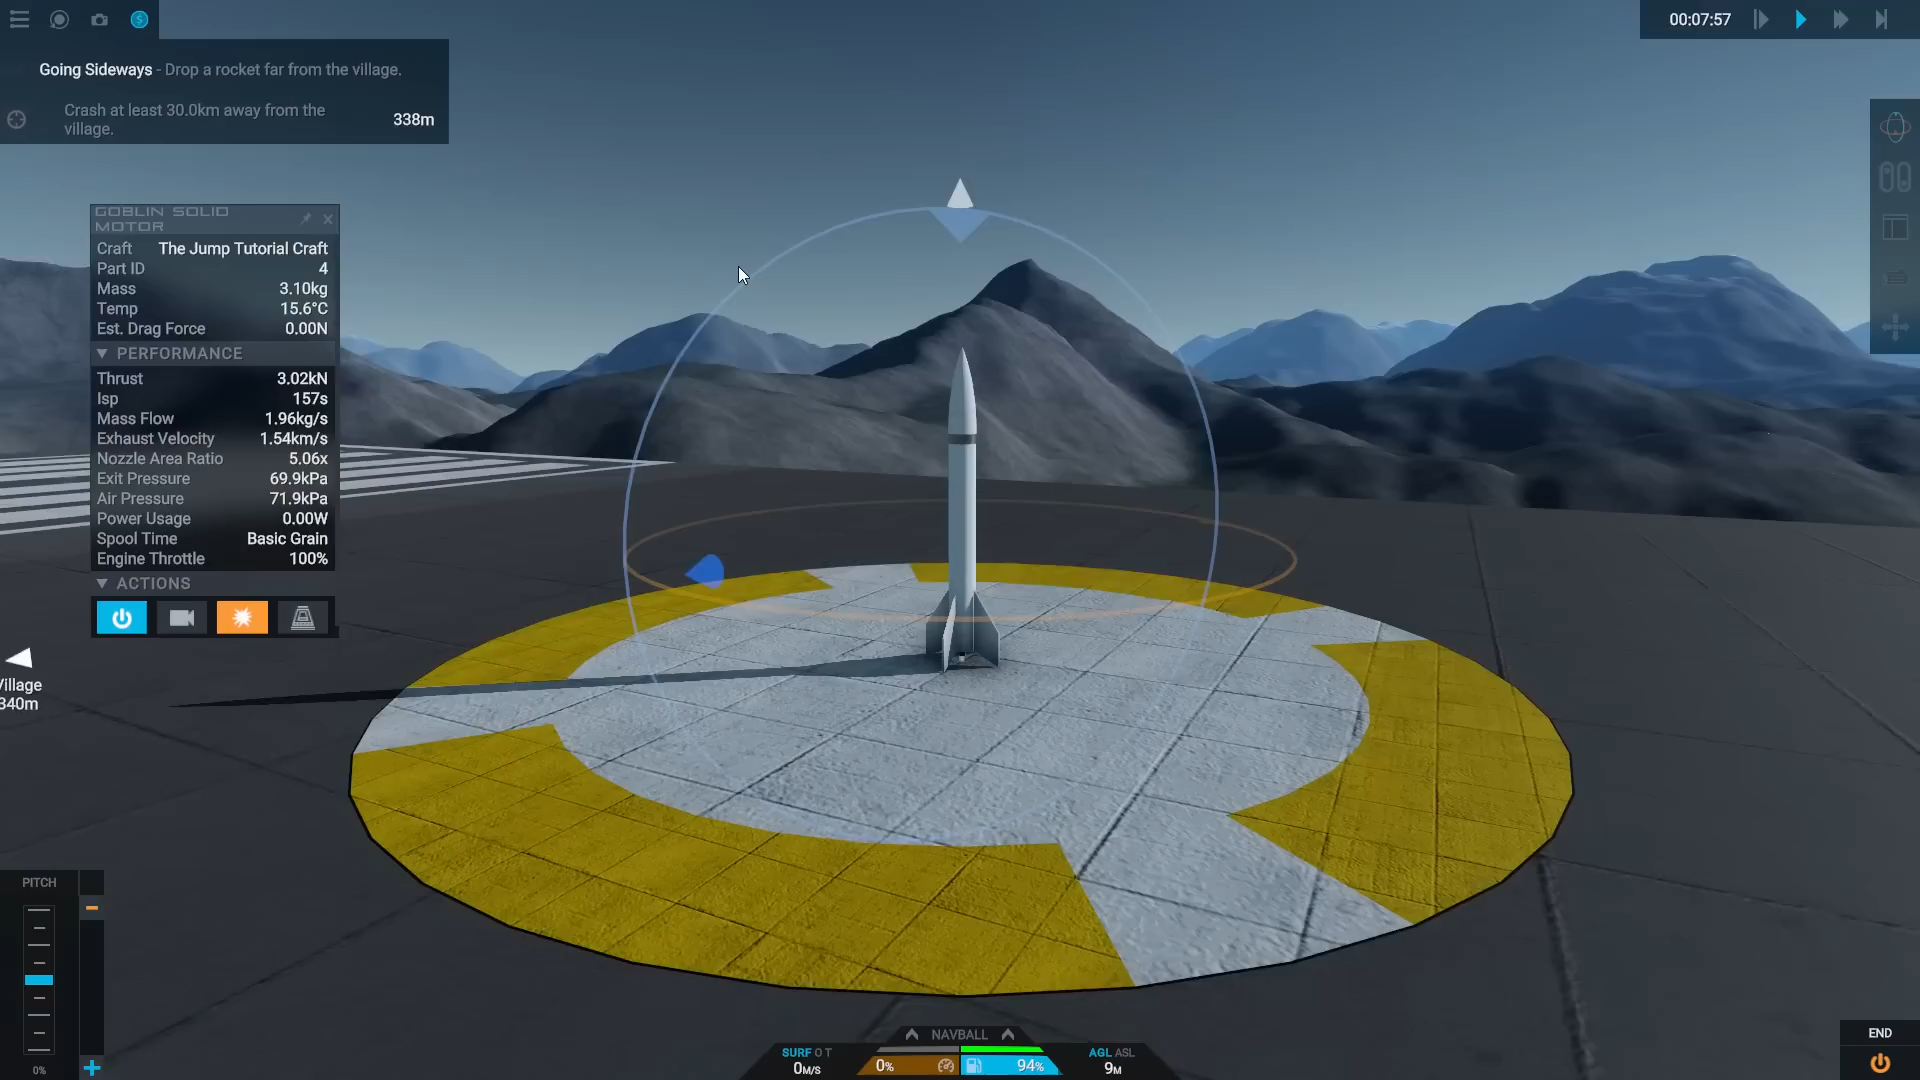 00:07:57
Going Sideways - Drop a rocket far from the village.
Crash at least 30.0km away from the
village.
338m
GOBLIN SOLID
MOTOR
Craft The Jump Tutorial Craft
Part ID 4
Mass 3.10kg
Temp 15.6°C
Est. Drag Force 0.00N
PERFORMANCE
Thrust 3.02kN
Isp 157s
Mass Flow 1.96kg/s
Exhaust Velocity 1.54km/s
Nozzle Area Ratio 5.06x
Exit Pressure 69.9kPa
Air Pressure 71.9kPa
Power Usage 0.00W
Spool Time Basic Grain
Engine Throttle 100%
ACTIONS
Village
340m
PITCH
0%
NAVBALL
SURF O T
0M/S
0%
94%
AGL ASL
9M
END